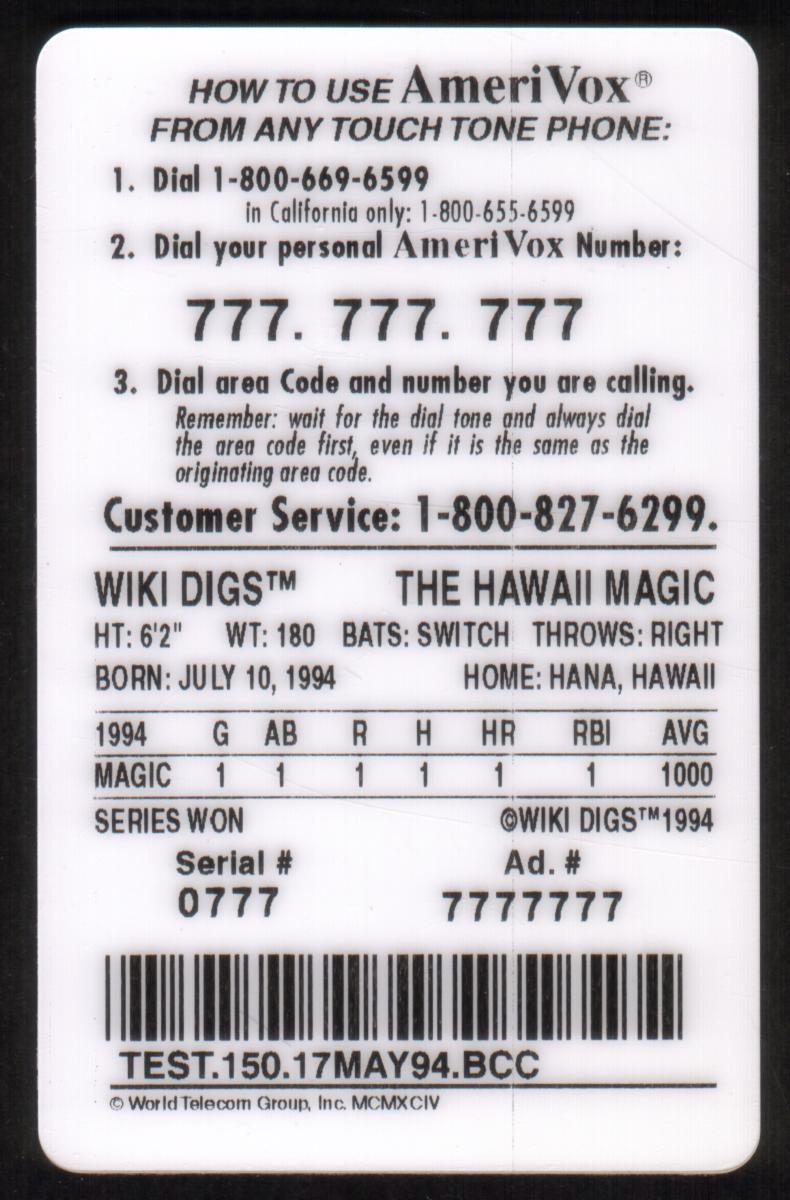 HOW TO USE AmeriVox®
FROM ANY TOUCH TONE PHONE:
1. Dial 1-800-669-6599
in California only: 1-800-655-6599
2. Dial your personal AmeriVox Number:
777. 777. 777
3. Dial area Code and number you are calling.
Remember: wait for the dial tone and always dial
the area code first, even if it is the same as the
originating area code.
Customer Service: 1-800-827-6299.
WIKI DIGS™ THE HAWAII MAGIC
HT: 6'2" WT: 180 BATS: SWITCH THROWS: RIGHT
BORN: JULY 10, 1994 HOME: HANA, HAWAII
1994 G AB R H HR RBI AVG
MAGIC 1 1 1 1 1 1 1000
SERIES WON ©WIKI DIGS™1994
Serial # Ad. #
0777 7777777
TEST.150.17MAY94.BCC
© World Telecom Group, Inc. MCMXCIV